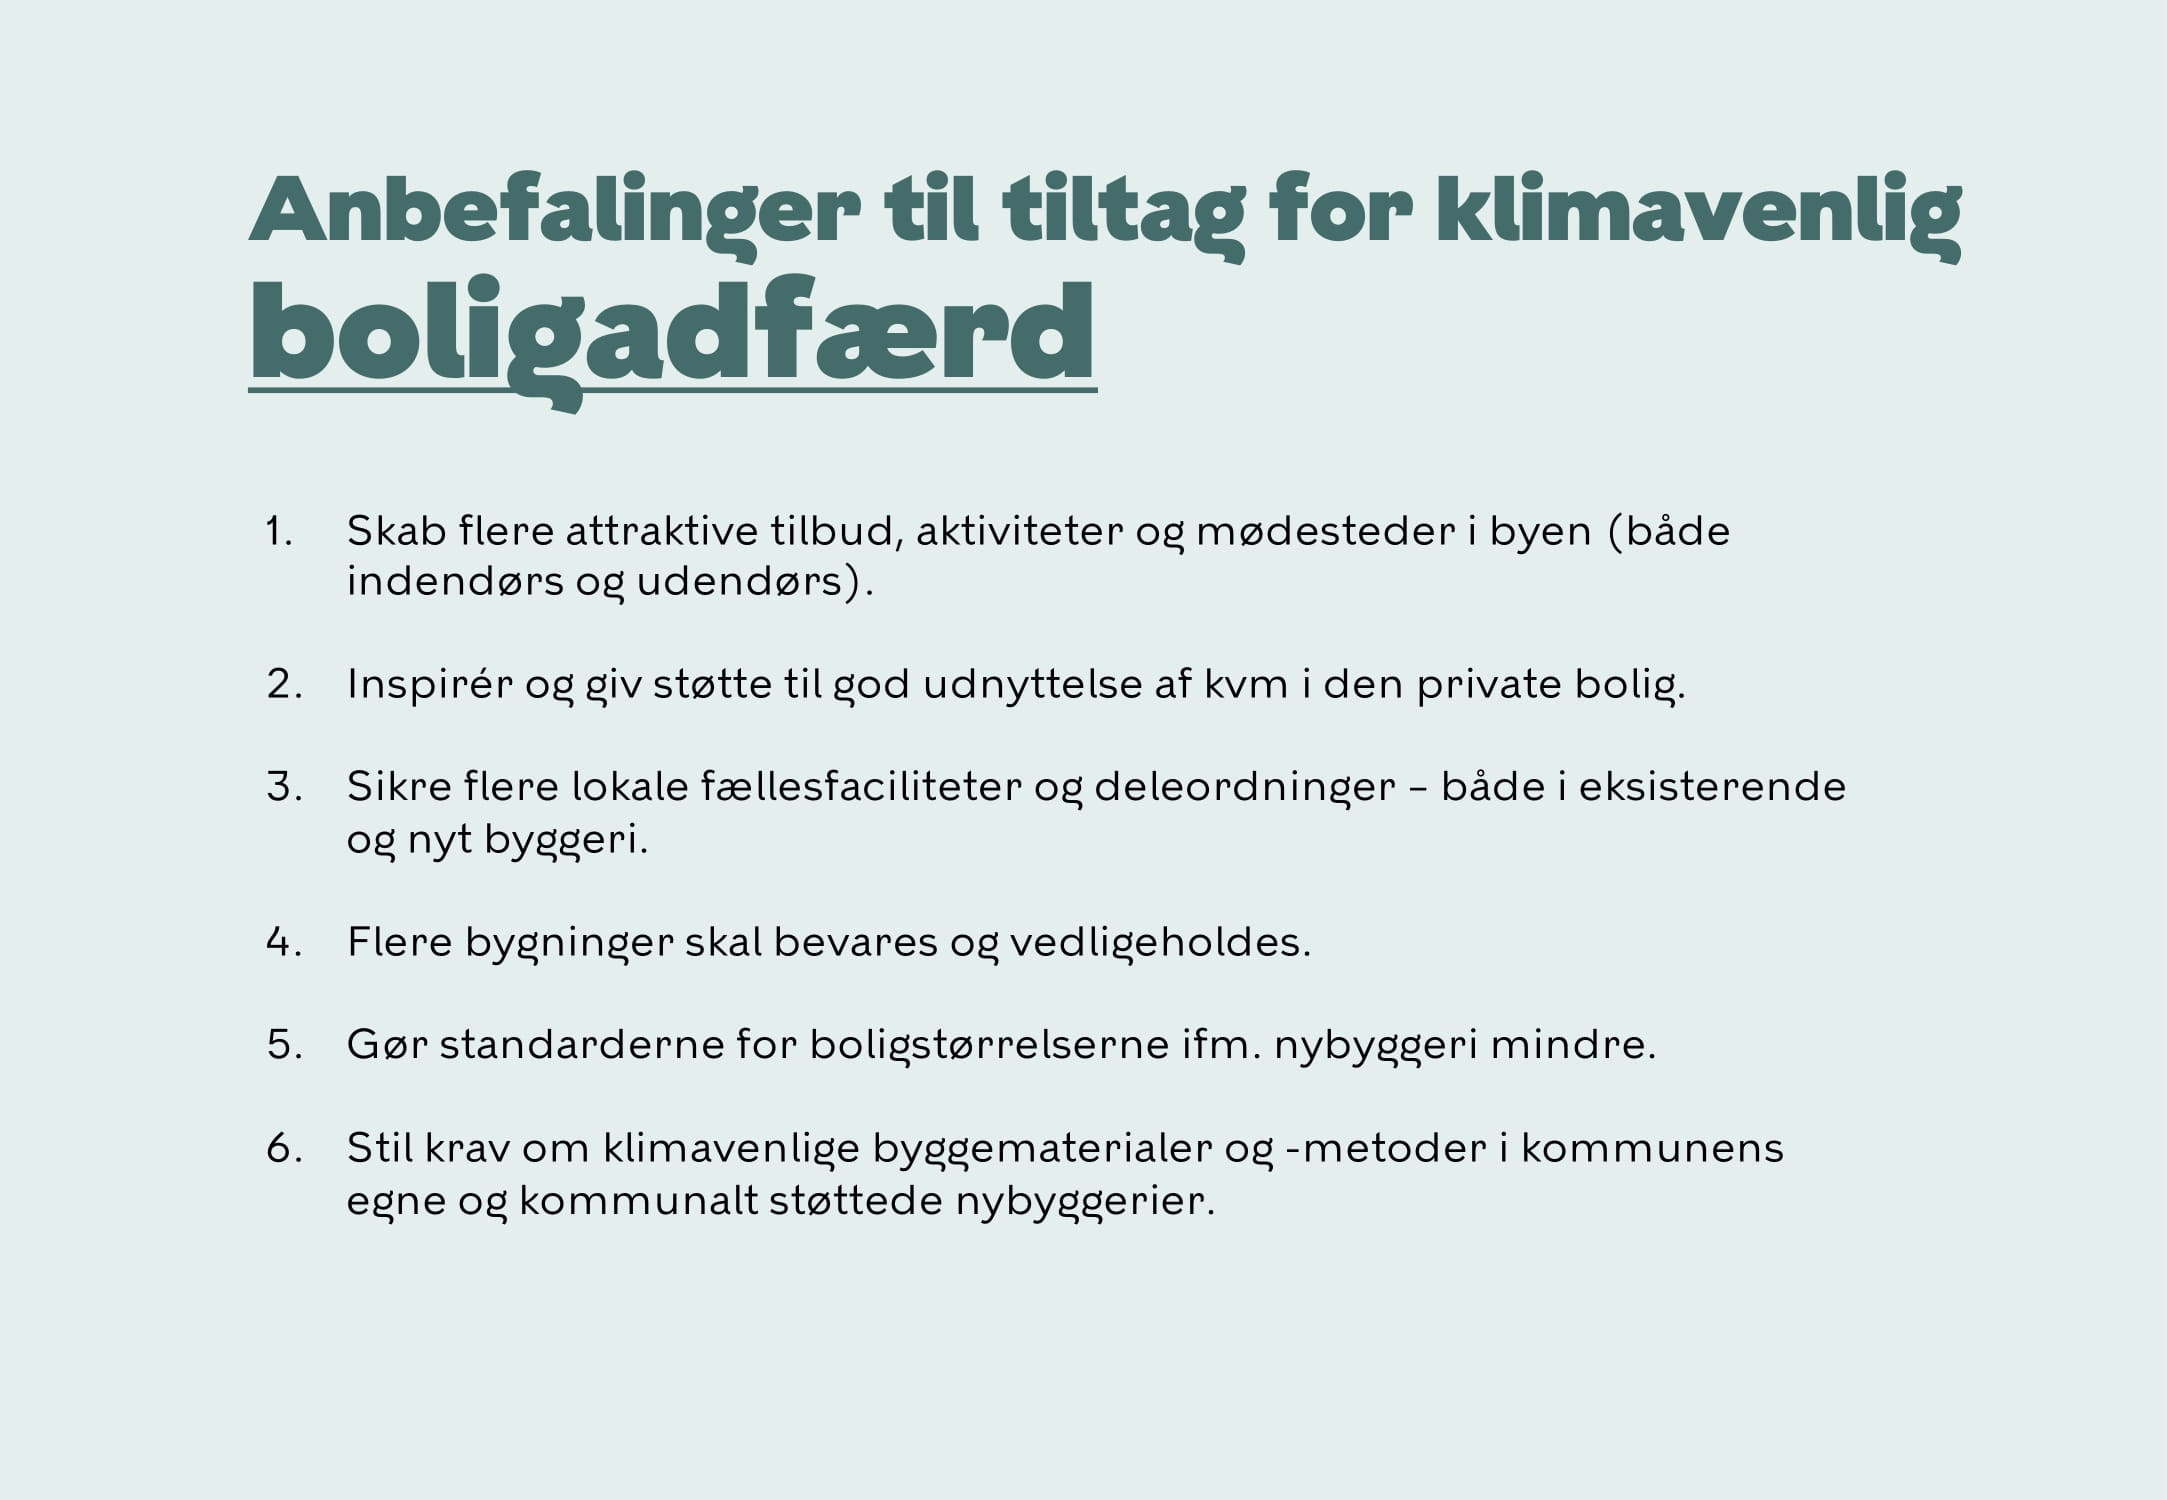 Anbefalinger til tiltag for klimavenlig
boligadfærd
1. Skab flere attraktive tilbud, aktiviteter og mødesteder i byen (både
indendørs og udendørs).
2. Inspirér og giv støtte til god udnyttelse af kvm i den private bolig.
3. Sikre flere lokale fællesfaciliteter og deleordninger – både i eksisterende
og nyt byggeri.
4. Flere bygninger skal bevares og vedligeholdes.
5. Gør standarderne for boligstørrelserne ifm. nybyggeri mindre.
6. Stil krav om klimavenlige byggematerialer og -metoder i kommunens
egne og kommunalt støttede nybyggerier.